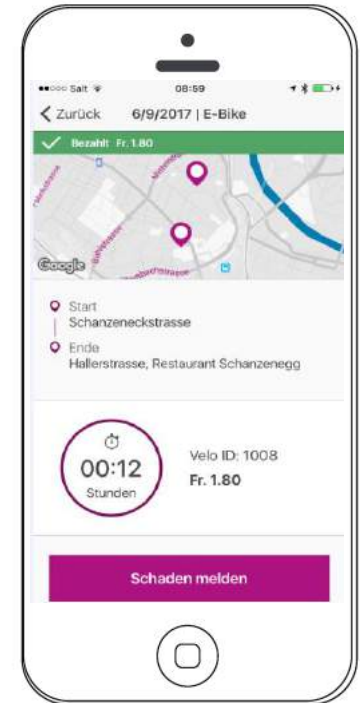 Salt 08:59
Zurück 6/9/2017 | E-Bike
Bezahlt Fr. 1.80
Google
Start
Schanzeneckstrasse
Ende
Hallerstrasse, Restaurant Schanzenegg
00:12
Stunden
Velo ID: 1008
Fr. 1.80
Schaden melden